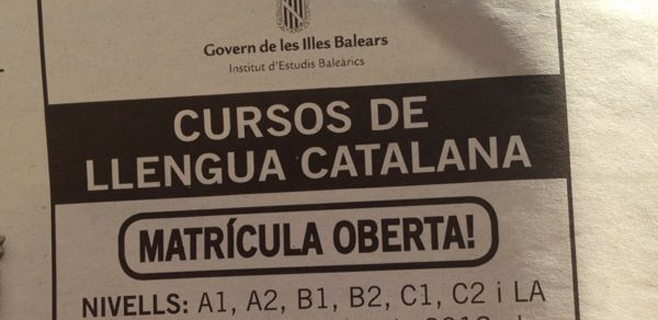 Govern de les Illes Balears
Institut d'Estudis Baleàrics
CURSOS DE
LLENGUA CATALANA
MATRÍCULA OBERTA!
NIVELLS: A1, A2, B1, B2, C1, C2 i LA